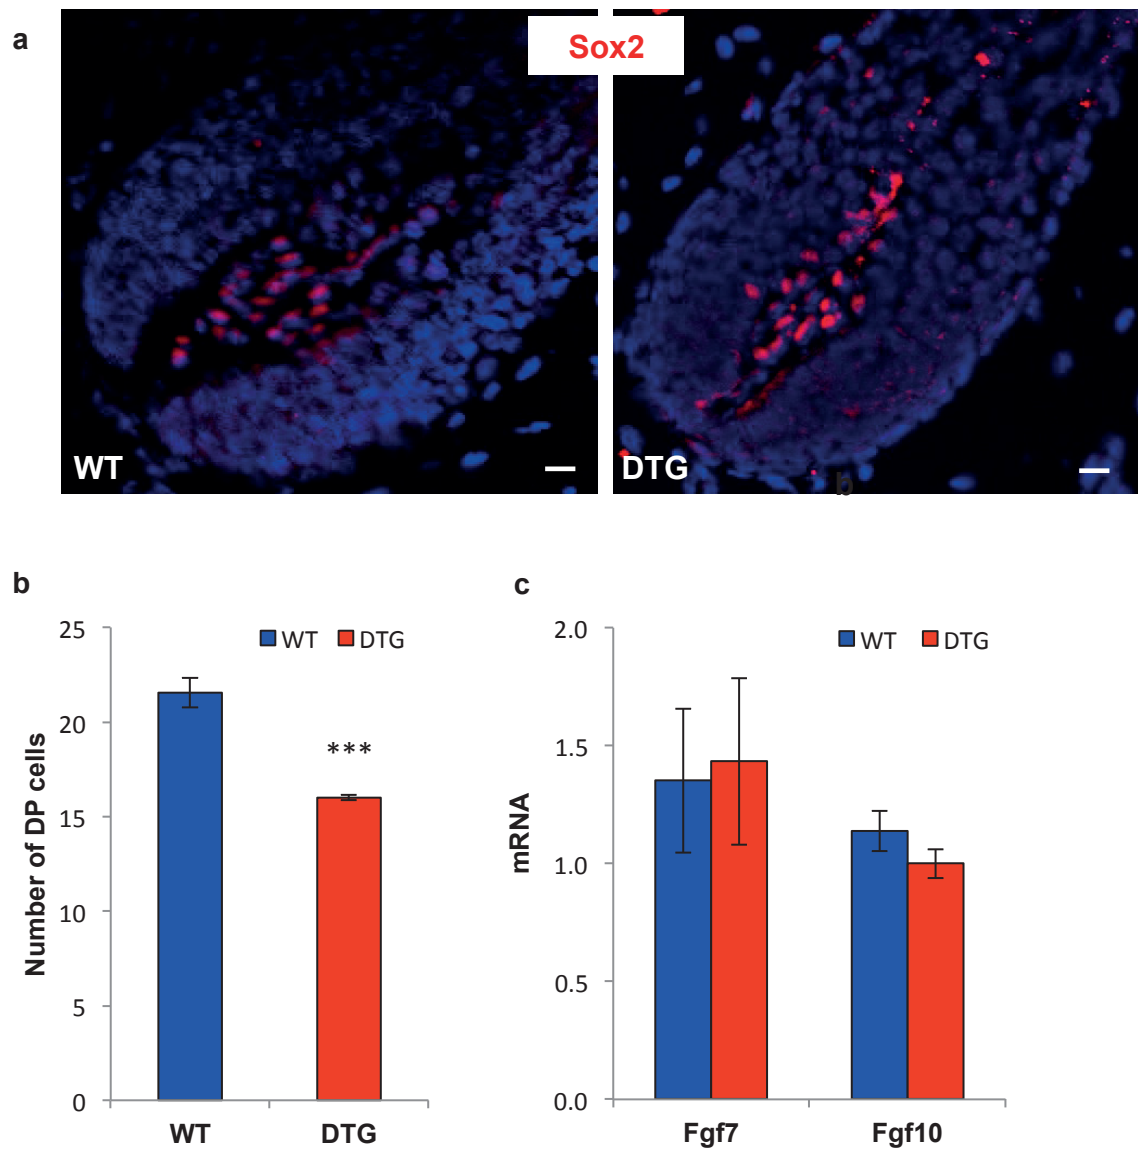 a
Sox2
WT
DTG
b
b
c
25
20
15
10
5
0
Number of DP cells
WT DTG
***
WT DTG
2.0
1.5
1.0
0.5
0.0
mRNA
WT DTG
Fgf7 Fgf10